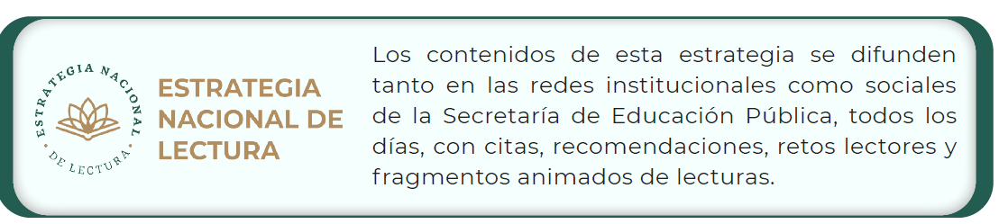 ESTRATEGIA NACIONAL
DE LECTURA
ESTRATEGIA
NACIONAL DE
LECTURA
Los contenidos de esta estrategia se difunden
tanto en las redes institucionales como sociales
de la Secretaría de Educación Pública, todos los
días, con citas, recomendaciones, retos lectores y
fragmentos animados de lecturas.